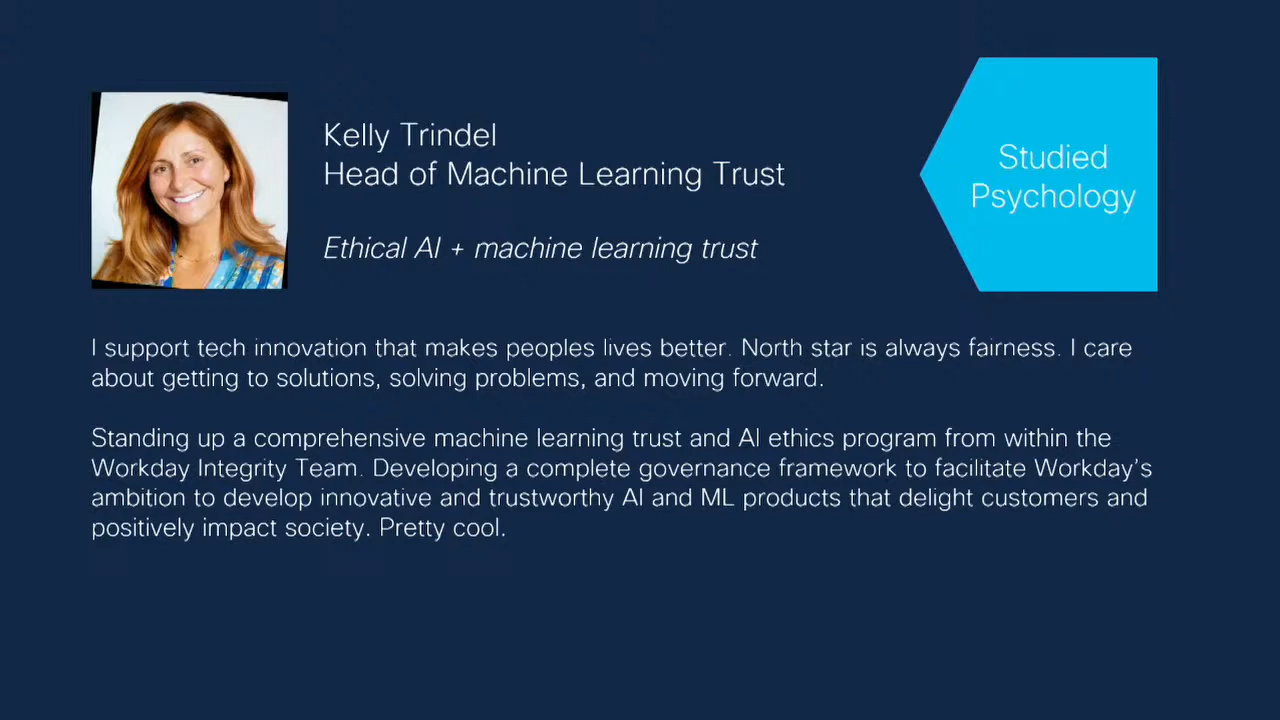 Kelly Trindel
Head of Machine Learning Trust
Ethical AI + machine learning trust
Studied
Psychology
I support tech innovation that makes peoples lives better. North star is always fairness. I care
about getting to solutions, solving problems, and moving forward.
Standing up a comprehensive machine learning trust and AI ethics program from within the
Workday Integrity Team. Developing a complete governance framework to facilitate Workday's
ambition to develop innovative and trustworthy AI and ML products that delight customers and
positively impact society. Pretty cool.